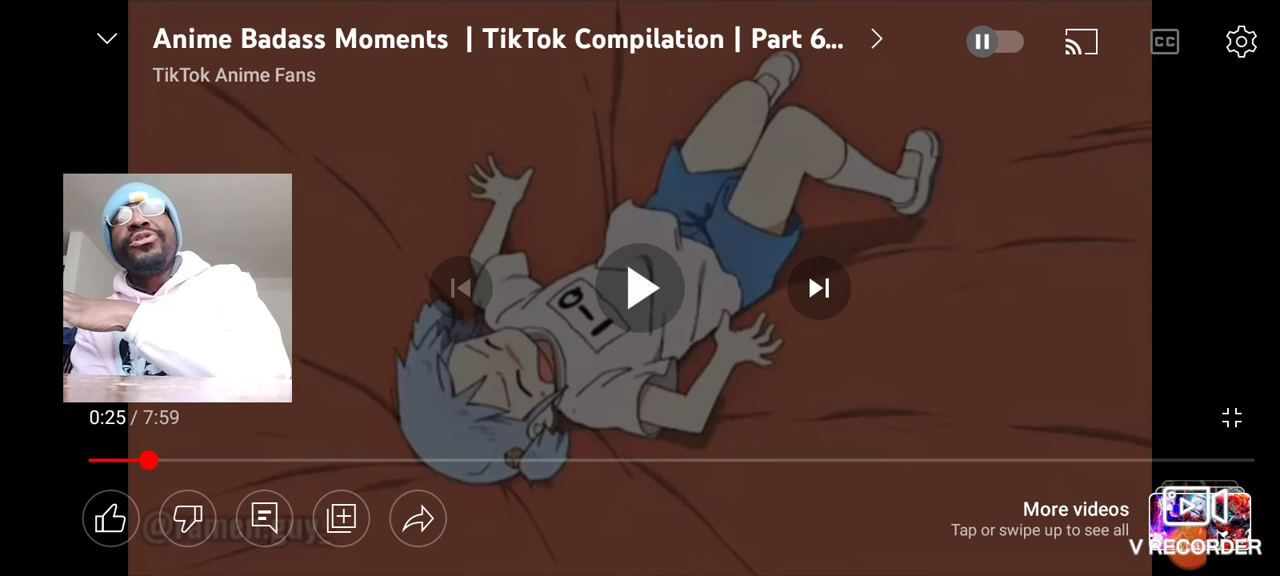 Anime Badass Moments | TikTok Compilation | Part 6...
TikTok Anime Fans
CC
0-1
0:25 / 7:59
More videos
Tap or swipe up to see all
V RECORDER